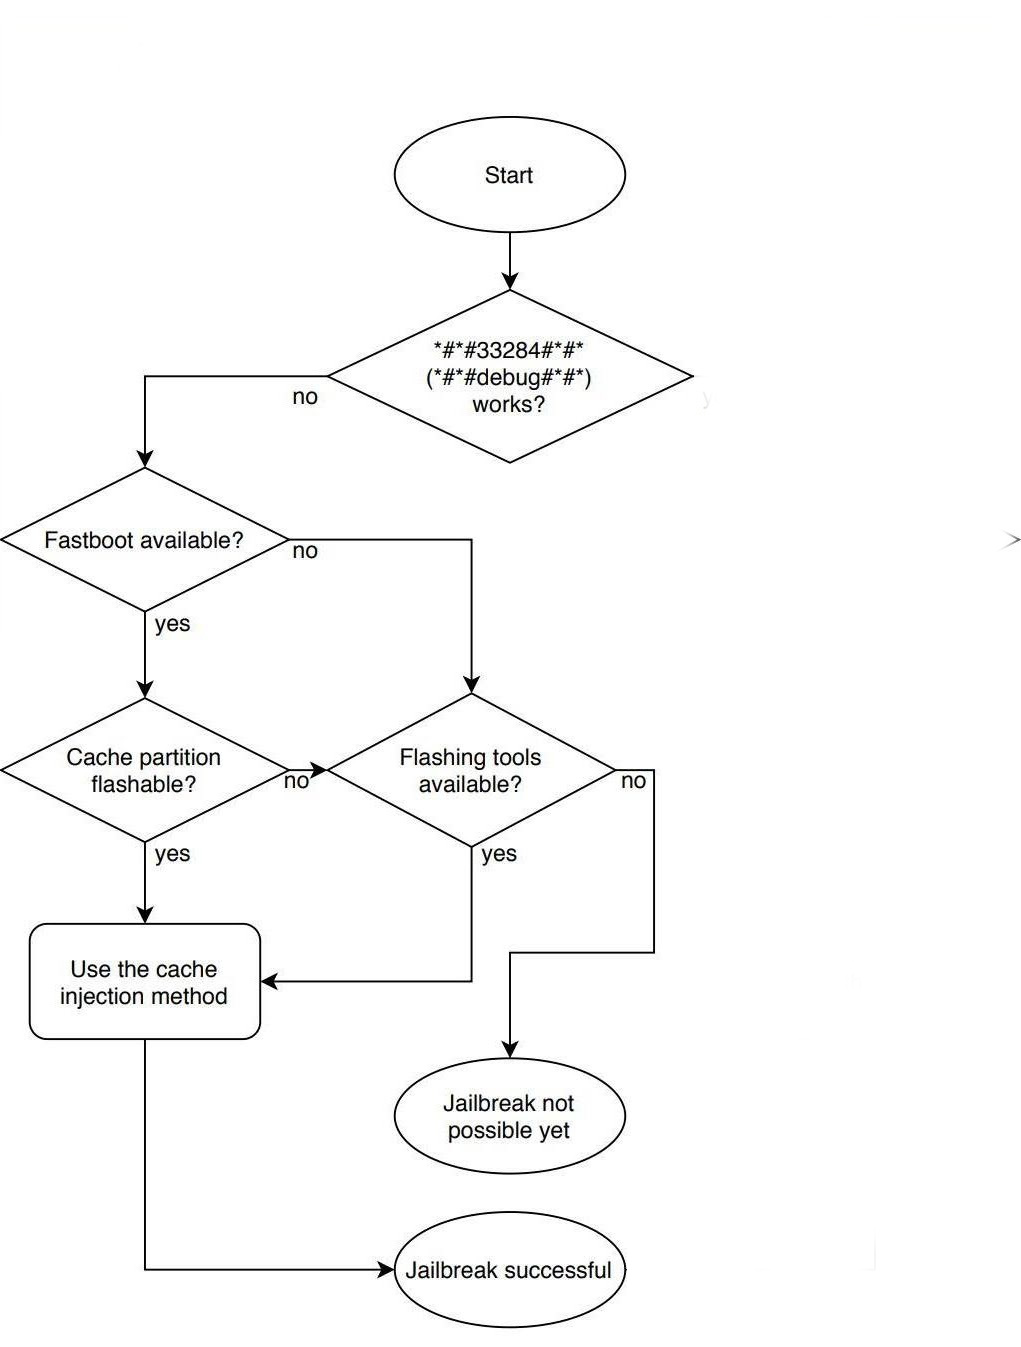 Start
*#*#33284#*#*
(*#*#debug#*#*)
works?
no
Fastboot available?
no
yes
Cache partition
flashable?
no
Flashing tools
available?
no
yes
yes
Use the cache
injection method
Jailbreak not
possible yet
Jailbreak successful